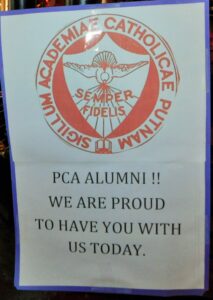 SIGILLUM ACADEMIAE CATHOLICAE PUTNAM
SEMPER
FIDELIS
PCA ALUMNI !!
WE ARE PROUD
TO HAVE YOU WITH
US TODAY.